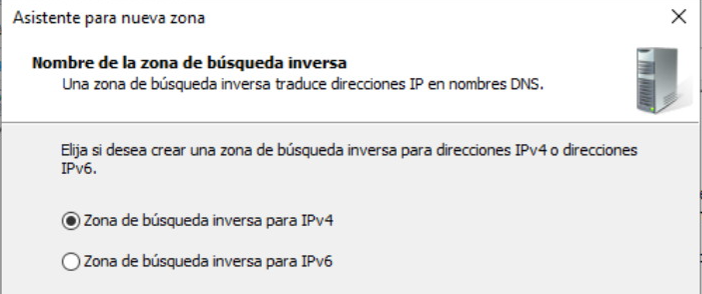 Asistente para nueva zona
Nombre de la zona de búsqueda inversa
Una zona de búsqueda inversa traduce direcciones IP en nombres DNS.
Elija si desea crear una zona de búsqueda inversa para direcciones IPv4 o direcciones
IPv6.
Zona de búsqueda inversa para IPv4
Zona de búsqueda inversa para IPv6